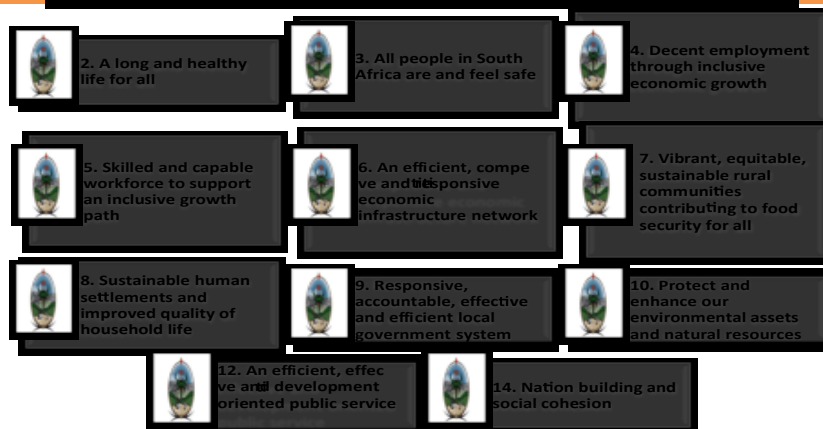 2. A long and healthy
life for all
3. All people in South
Africa are and feel safe
4. Decent employment
through inclusive
economic growth
5. Skilled and capable
workforce to support
an inclusive growth
path
6. An efficient, compe
ve and responsive
economic
infrastructure network
7. Vibrant, equitable,
sustainable rural
communities
contributing to food
security for all
8. Sustainable human
settlements and
improved quality of
household life
9. Responsive,
accountable, effective
and efficient local
government system
10. Protect and
enhance our
environmental assets
and natural resources
12. An efficient, effec
ve and development
oriented public service
14. Nation building and
social cohesion